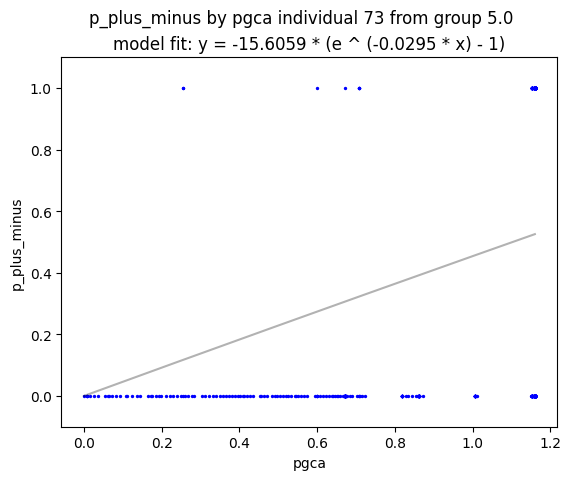 p_plus_minus by pgca individual 73 from group 5.0
model fit: y = -15.6059 * (e ^ (-0.0295 * x) - 1)
1.0
0.8
0.6
0.4
0.2
0.0
p_plus_minus
0.0 0.2 0.4 0.6 0.8 1.0 1.2
pgca